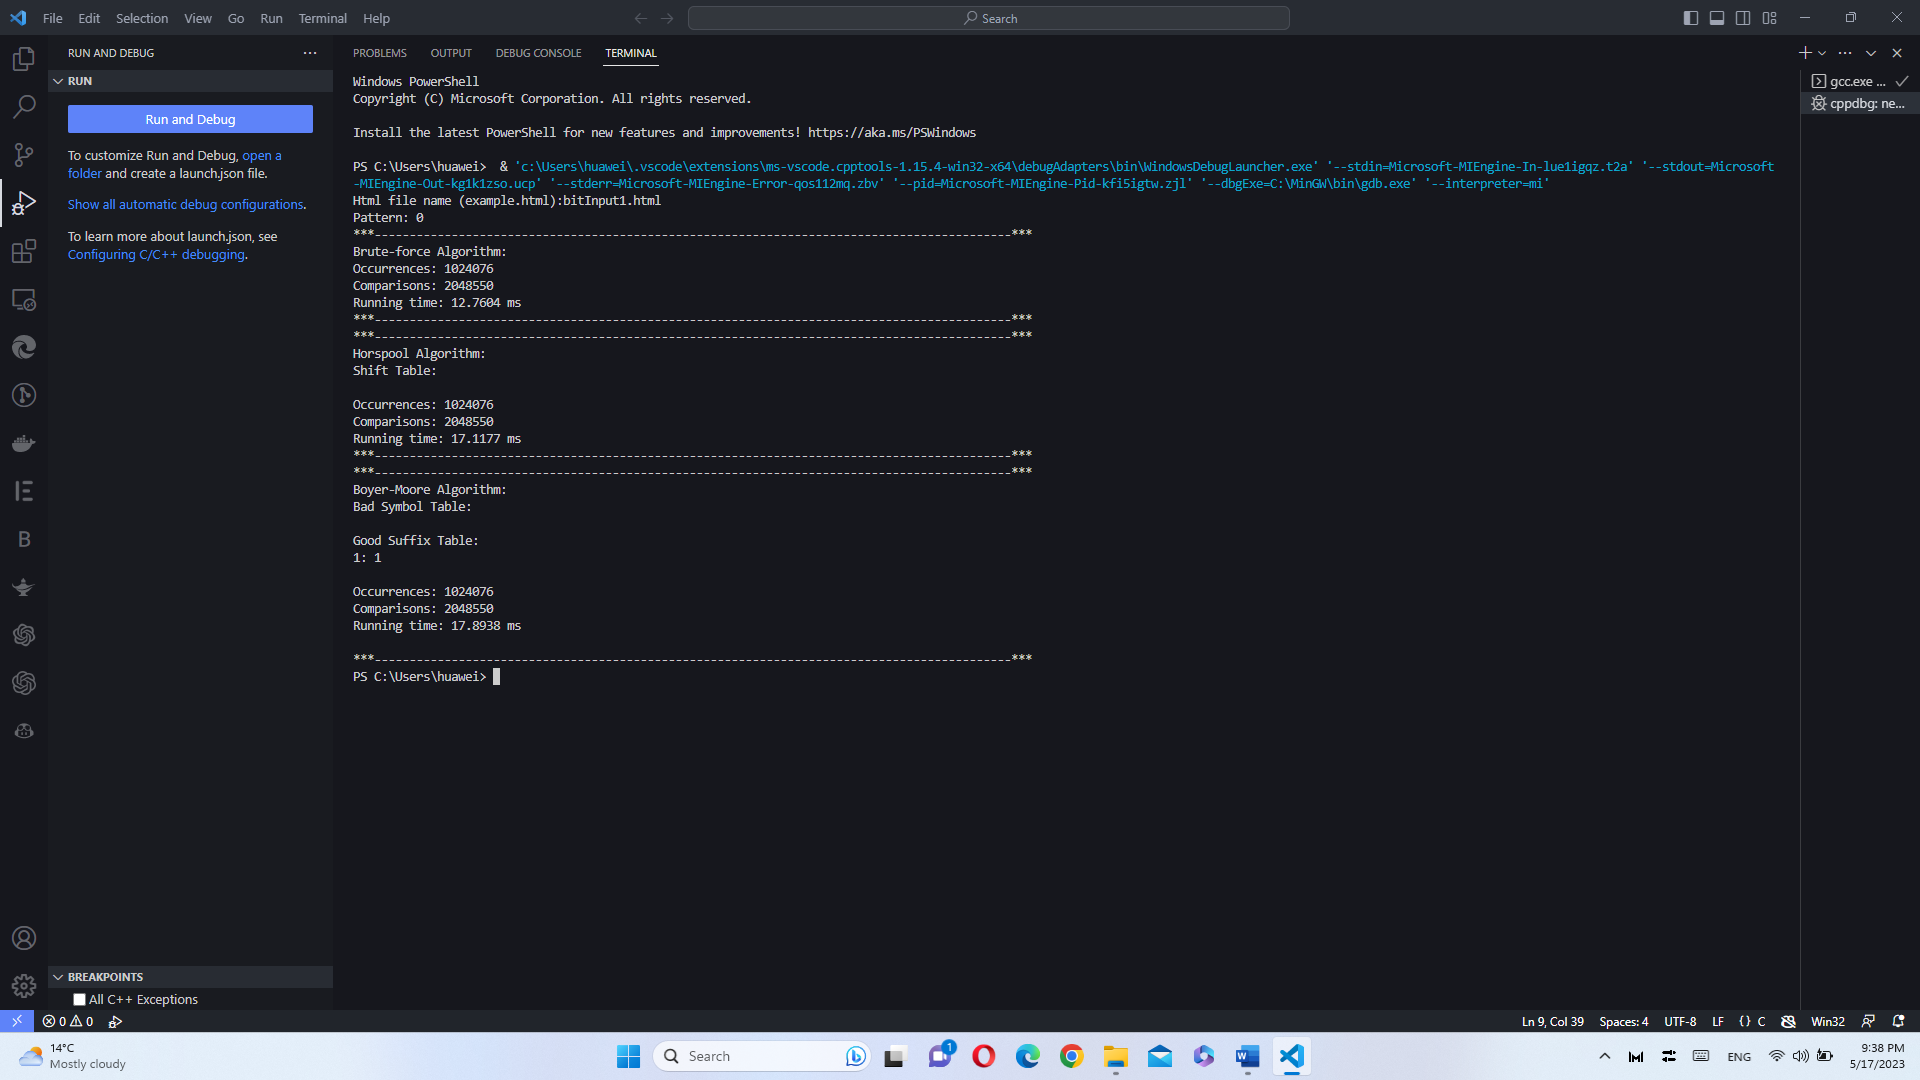 File Edit Selection View Go Run Terminal Help
Search
RUN AND DEBUG
RUN
Run and Debug
To customize Run and Debug, open a
folder and create a launch.json file.
Show all automatic debug configurations.
To learn more about launch.json, see
Configuring C/C++ debugging.
BREAKPOINTS
All C++ Exceptions
PROBLEMS OUTPUT DEBUG CONSOLE TERMINAL
Windows PowerShell
Copyright (C) Microsoft Corporation. All rights reserved.
Install the latest PowerShell for new features and improvements! https://aka.ms/PSWindows
PS C:\Users\huawei>  & 'c:\Users\huawei\.vscode\extensions\ms-vscode.cpptools-1.15.4-win32-x64\debugAdapters\bin\WindowsDebugLauncher.exe' '--stdin=Microsoft-MIEngine-In-lue1igqz.t2a' '--stdout=Microsoft
-MIEngine-Out-kg1k1zso.ucp' '--stderr=Microsoft-MIEngine-Error-qos112mq.zbv' '--pid=Microsoft-MIEngine-Pid-kfi5igtw.zjl' '--dbgExe=C:\MinGW\bin\gdb.exe' '--interpreter=mi'
Html file name (example.html):bitInput1.html
Pattern: 0
***-------------------------------------------------------------------------------------------***
Brute-force Algorithm:
Occurrences: 1024076
Comparisons: 2048550
Running time: 12.7604 ms
***-------------------------------------------------------------------------------------------***
***-------------------------------------------------------------------------------------------***
Horspool Algorithm:
Shift Table:
Occurrences: 1024076
Comparisons: 2048550
Running time: 17.1177 ms
***-------------------------------------------------------------------------------------------***
***-------------------------------------------------------------------------------------------***
Boyer-Moore Algorithm:
Bad Symbol Table:
Good Suffix Table:
1: 1
Occurrences: 1024076
Comparisons: 2048550
Running time: 17.8938 ms
***-------------------------------------------------------------------------------------------***
PS C:\Users\huawei>
gcc.exe ...
cppdbg: ne...
0 0
Ln 9, Col 39 Spaces: 4 UTF-8 LF {} C Win32
14°C
Mostly cloudy
Search
1
ENG
9:38 PM
5/17/2023